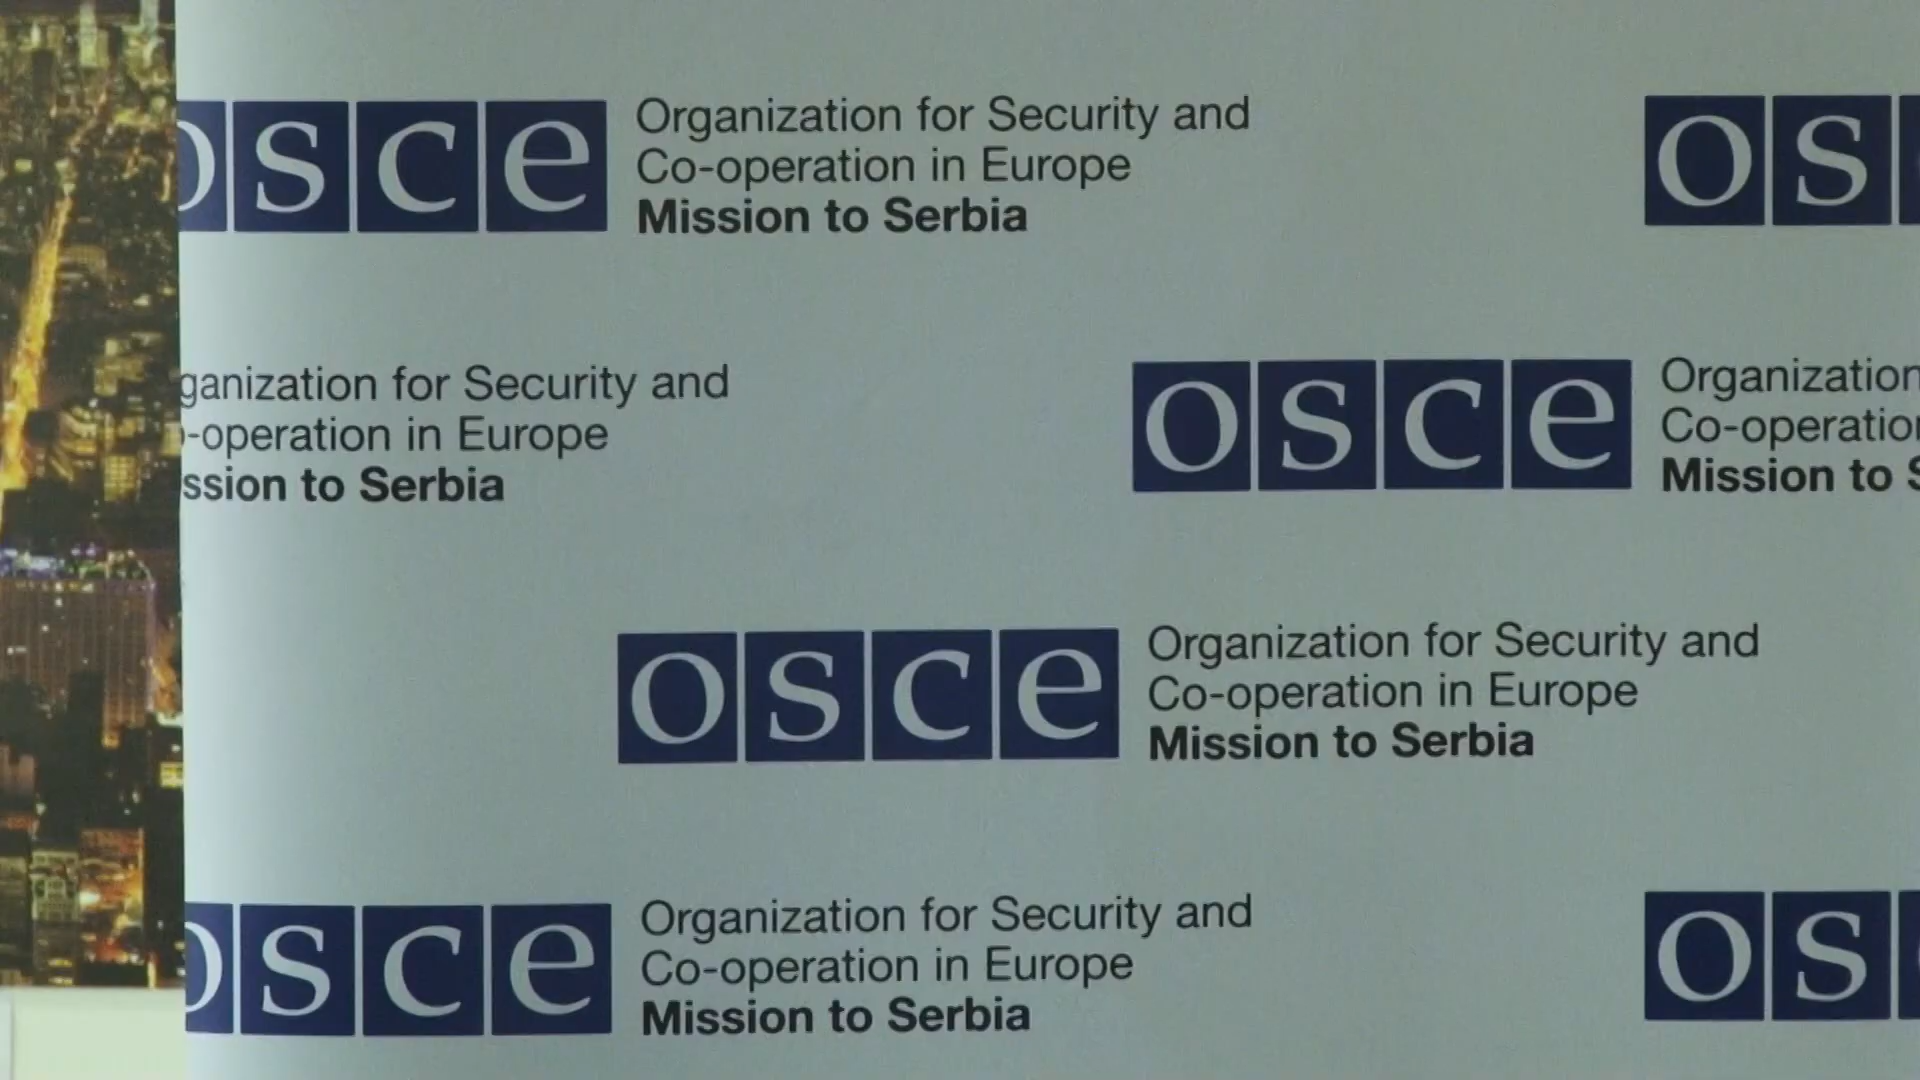 osce
Organization for Security and
Co-operation in Europe
Mission to Serbia
os
ganization for Security and
-operation in Europe
ssion to Serbia
osce
Organization
Co-operation
Mission to S
osce
Organization for Security and
Co-operation in Europe
Mission to Serbia
osce
Organization for Security and
Co-operation in Europe
Mission to Serbia
os